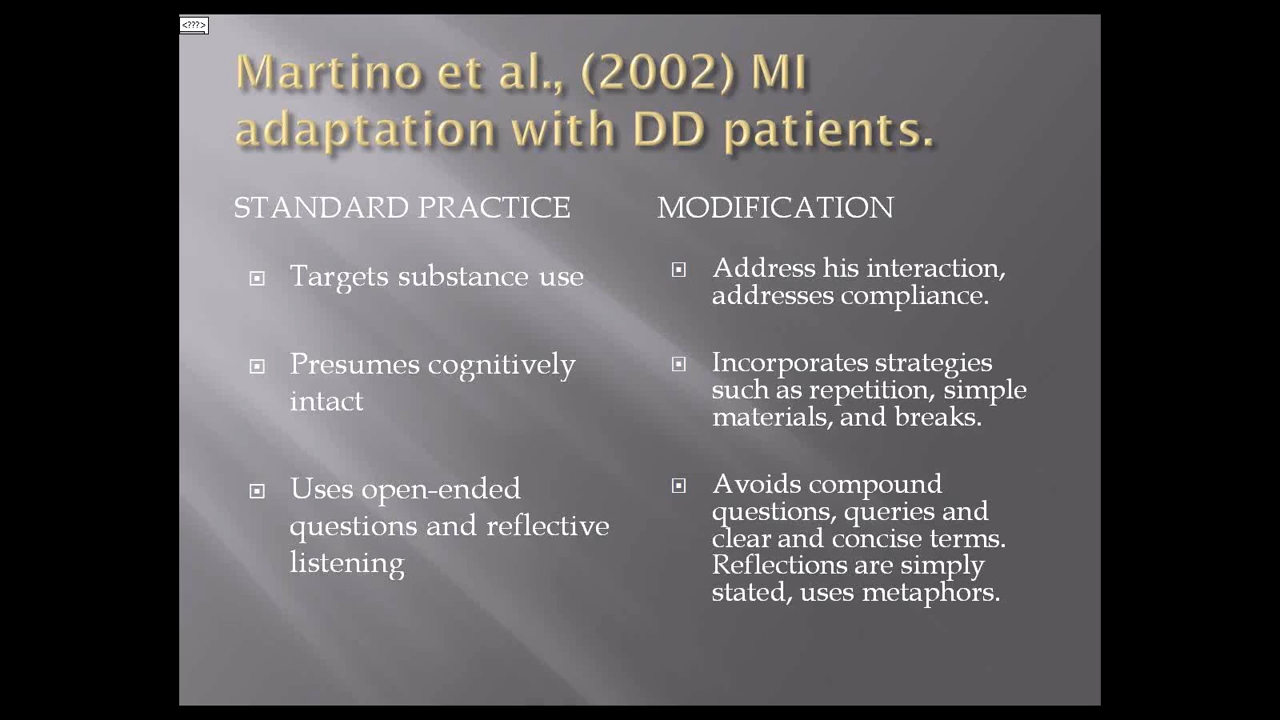 <???>
Martino et al., (2002) MI
adaptation with DD patients.
STANDARD PRACTICE
Targets substance use
Presumes cognitively
intact
Uses open-ended
questions and reflective
listening
MODIFICATION
Address his interaction,
addresses compliance.
Incorporates strategies
such as repetition, simple
materials, and breaks.
Avoids compound
questions, queries and
clear and concise terms.
Reflections are simply
stated, uses metaphors.